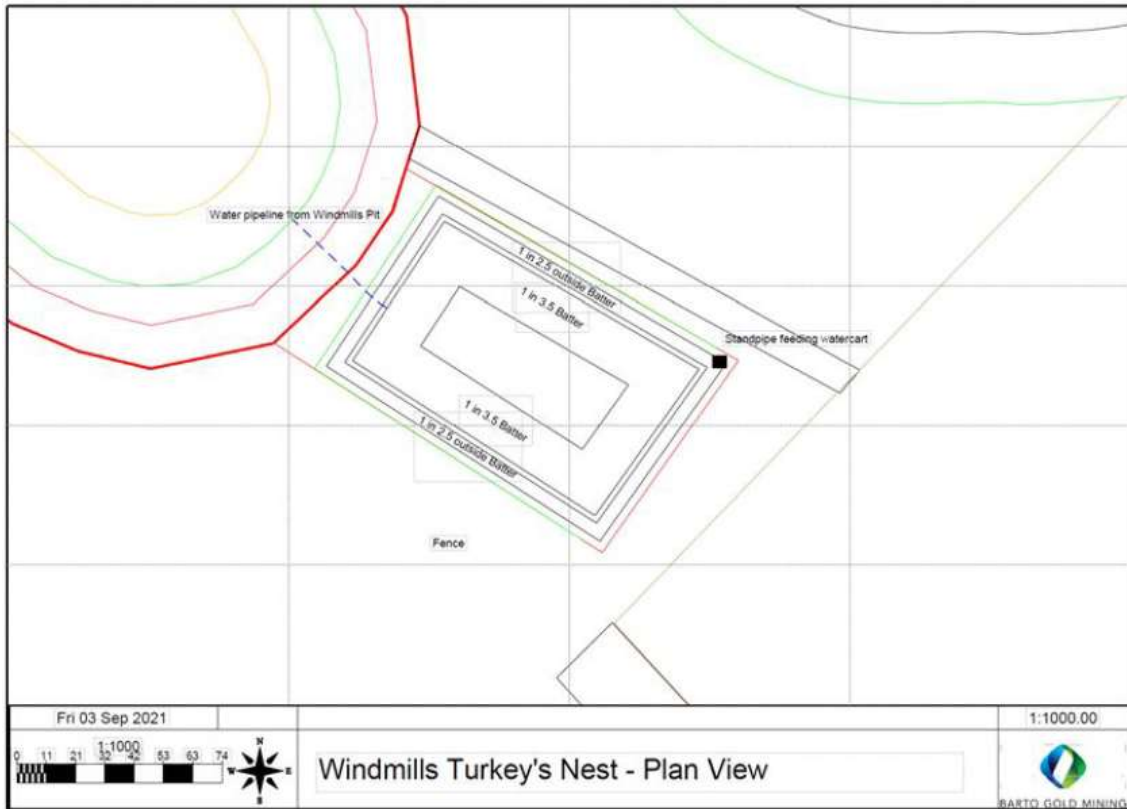 Water pipeline from Windmills Pit
1 in 2.5 outside Batter
1 in 3.5 Batter
Standpipe feeding watercart
1 in 3.5 Batter
1 in 2.5 outside Batter
Fence
Fri 03 Sep 2021
1:1000.00
1:1000
0 11 21 32 42 53 63 74
N
W E
S
Windmills Turkey's Nest - Plan View
BARTO GOLD MINING